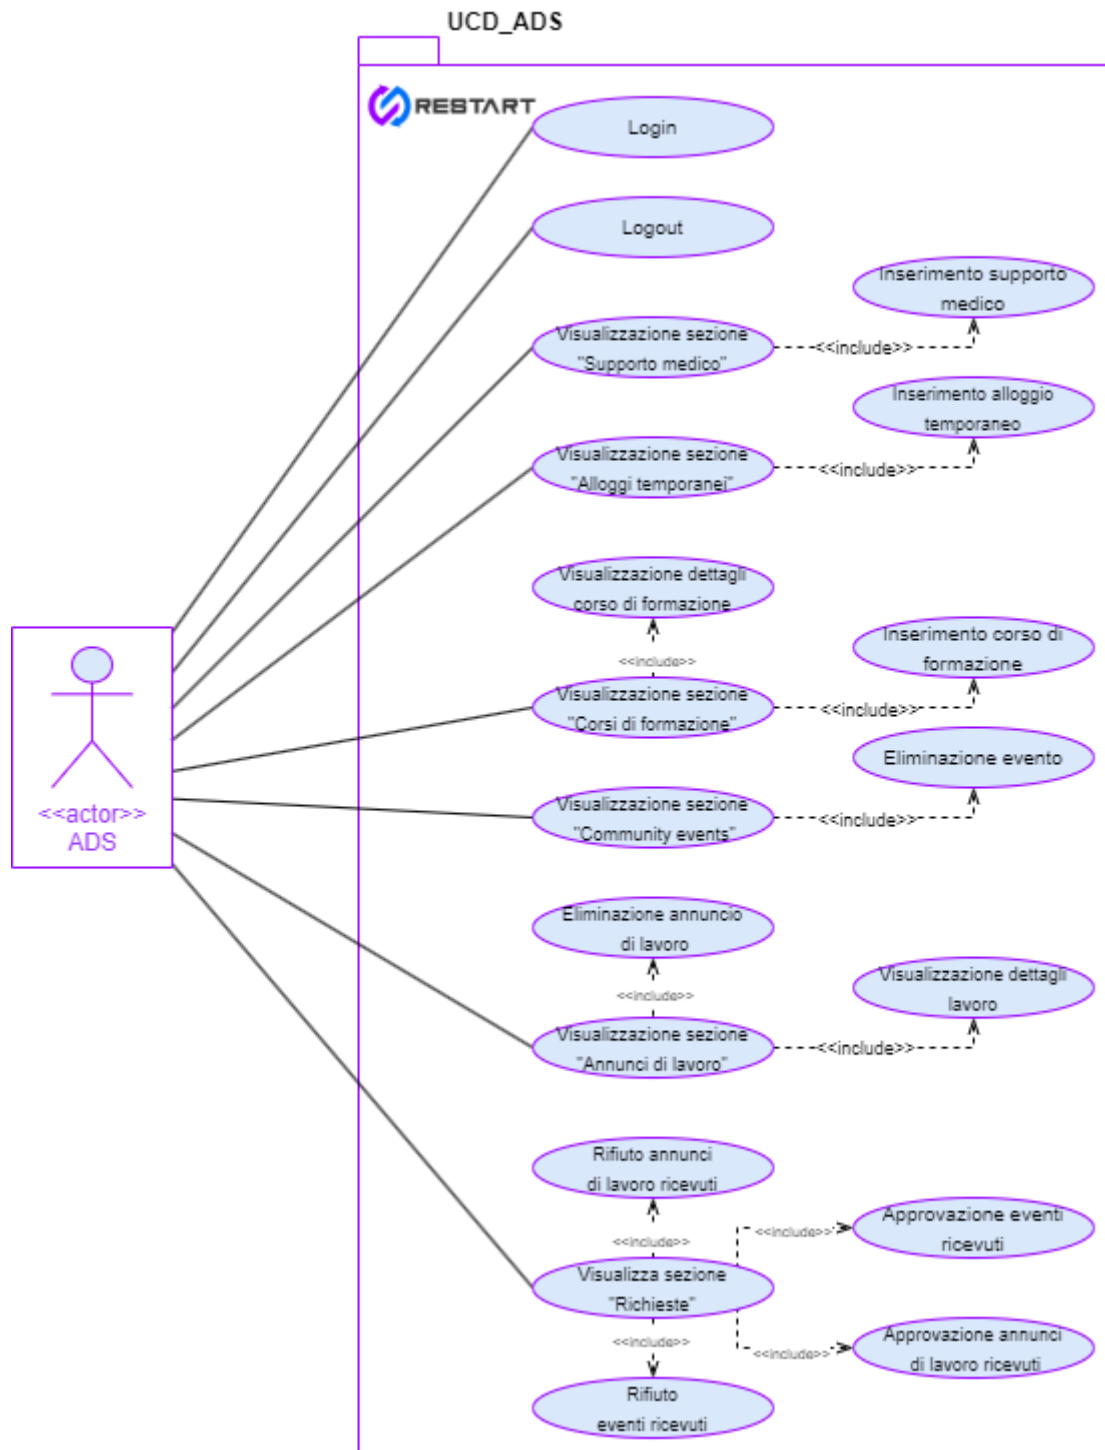 UCD_ADS
RESTART
Login
Logout
Inserimento supporto
medico
Visualizzazione sezione
"Supporto medico"
<<include>>
Inserimento alloggio
temporaneo
Visualizzazione sezione
"Alloggi temporanei"
<<include>>
Visualizzazione dettagli
corso di formazione
<<include>>
Inserimento corso di
formazione
Visualizzazione sezione
"Corsi di formazione"
<<include>>
Eliminazione evento
Visualizzazione sezione
"Community events"
<<include>>
<<actor>>
ADS
Eliminazione annuncio
di lavoro
<<include>>
Visualizzazione dettagli
lavoro
Visualizzazione sezione
"Annunci di lavoro"
<<include>>
Rifiuto annunci
di lavoro ricevuti
<<include>>
Approvazione eventi
ricevuti
<<include>>
Visualizza sezione
"Richieste"
<<include>>
Approvazione annunci
di lavoro ricevuti
<<include>>
Rifiuto
eventi ricevuti